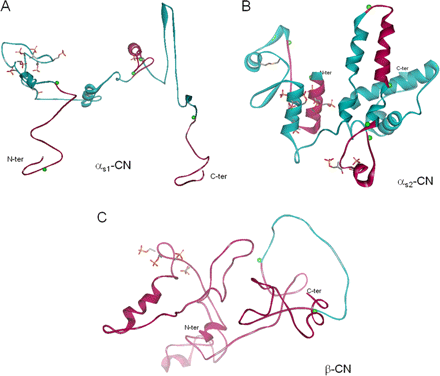 A
B
N-ter
C-ter
N-ter
C-ter
αs1-CN
αs2-CN
C
C-ter
N-ter
β-CN